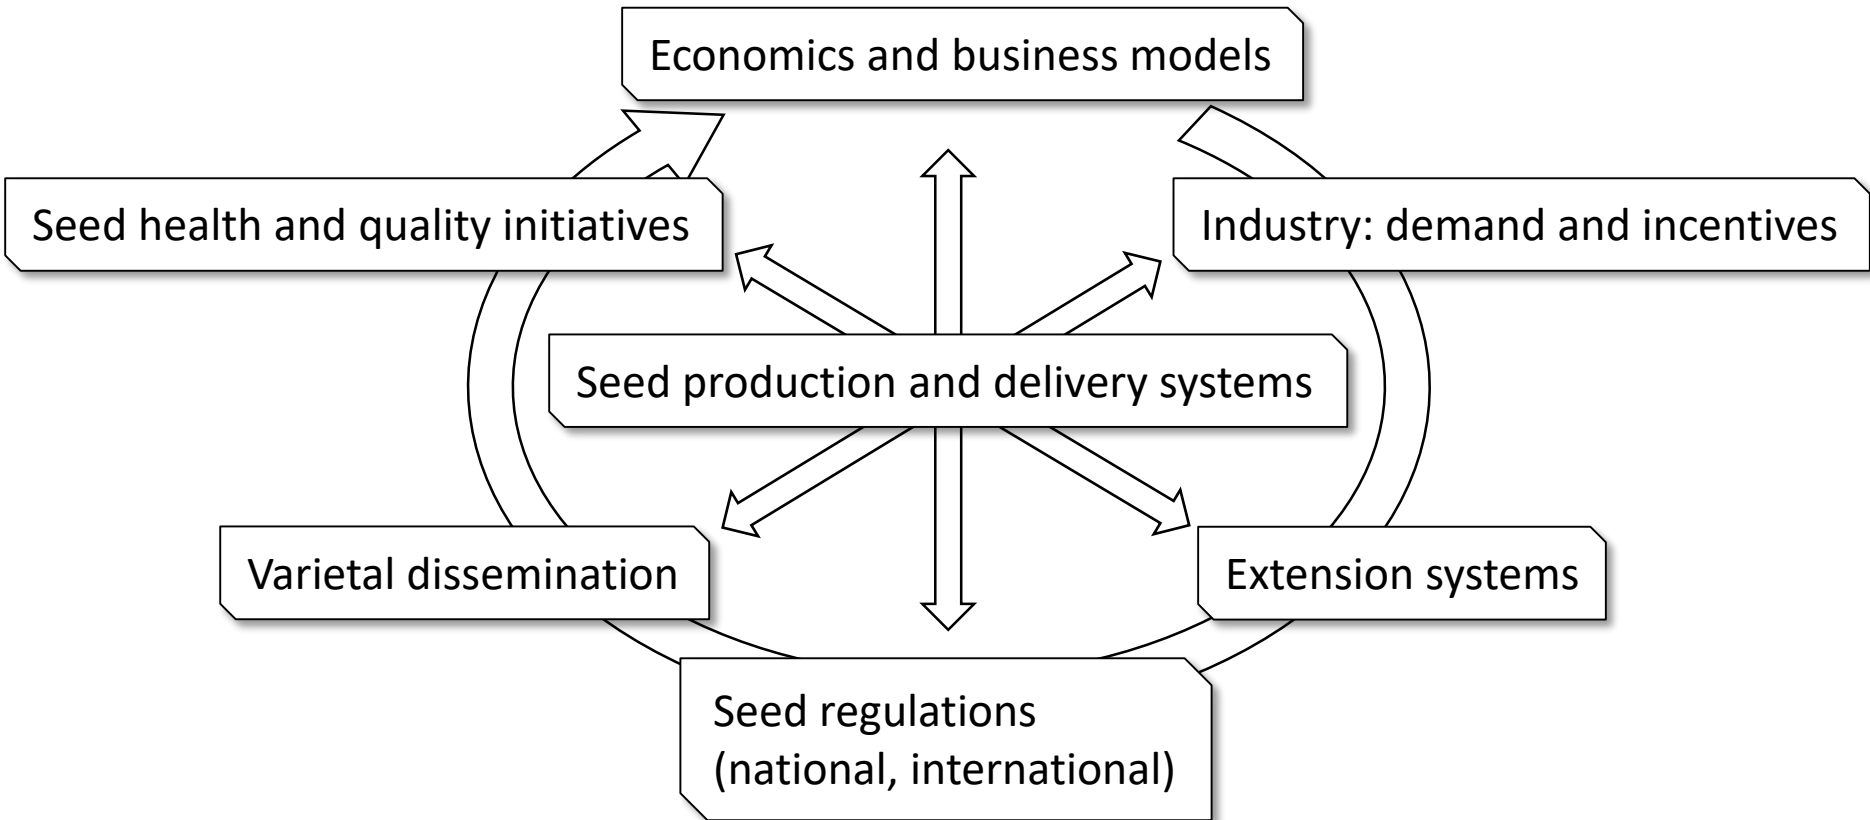 Economics and business models
Seed health and quality initiatives
Industry: demand and incentives
Seed production and delivery systems
Varietal dissemination
Extension systems
Seed regulations
(national, international)